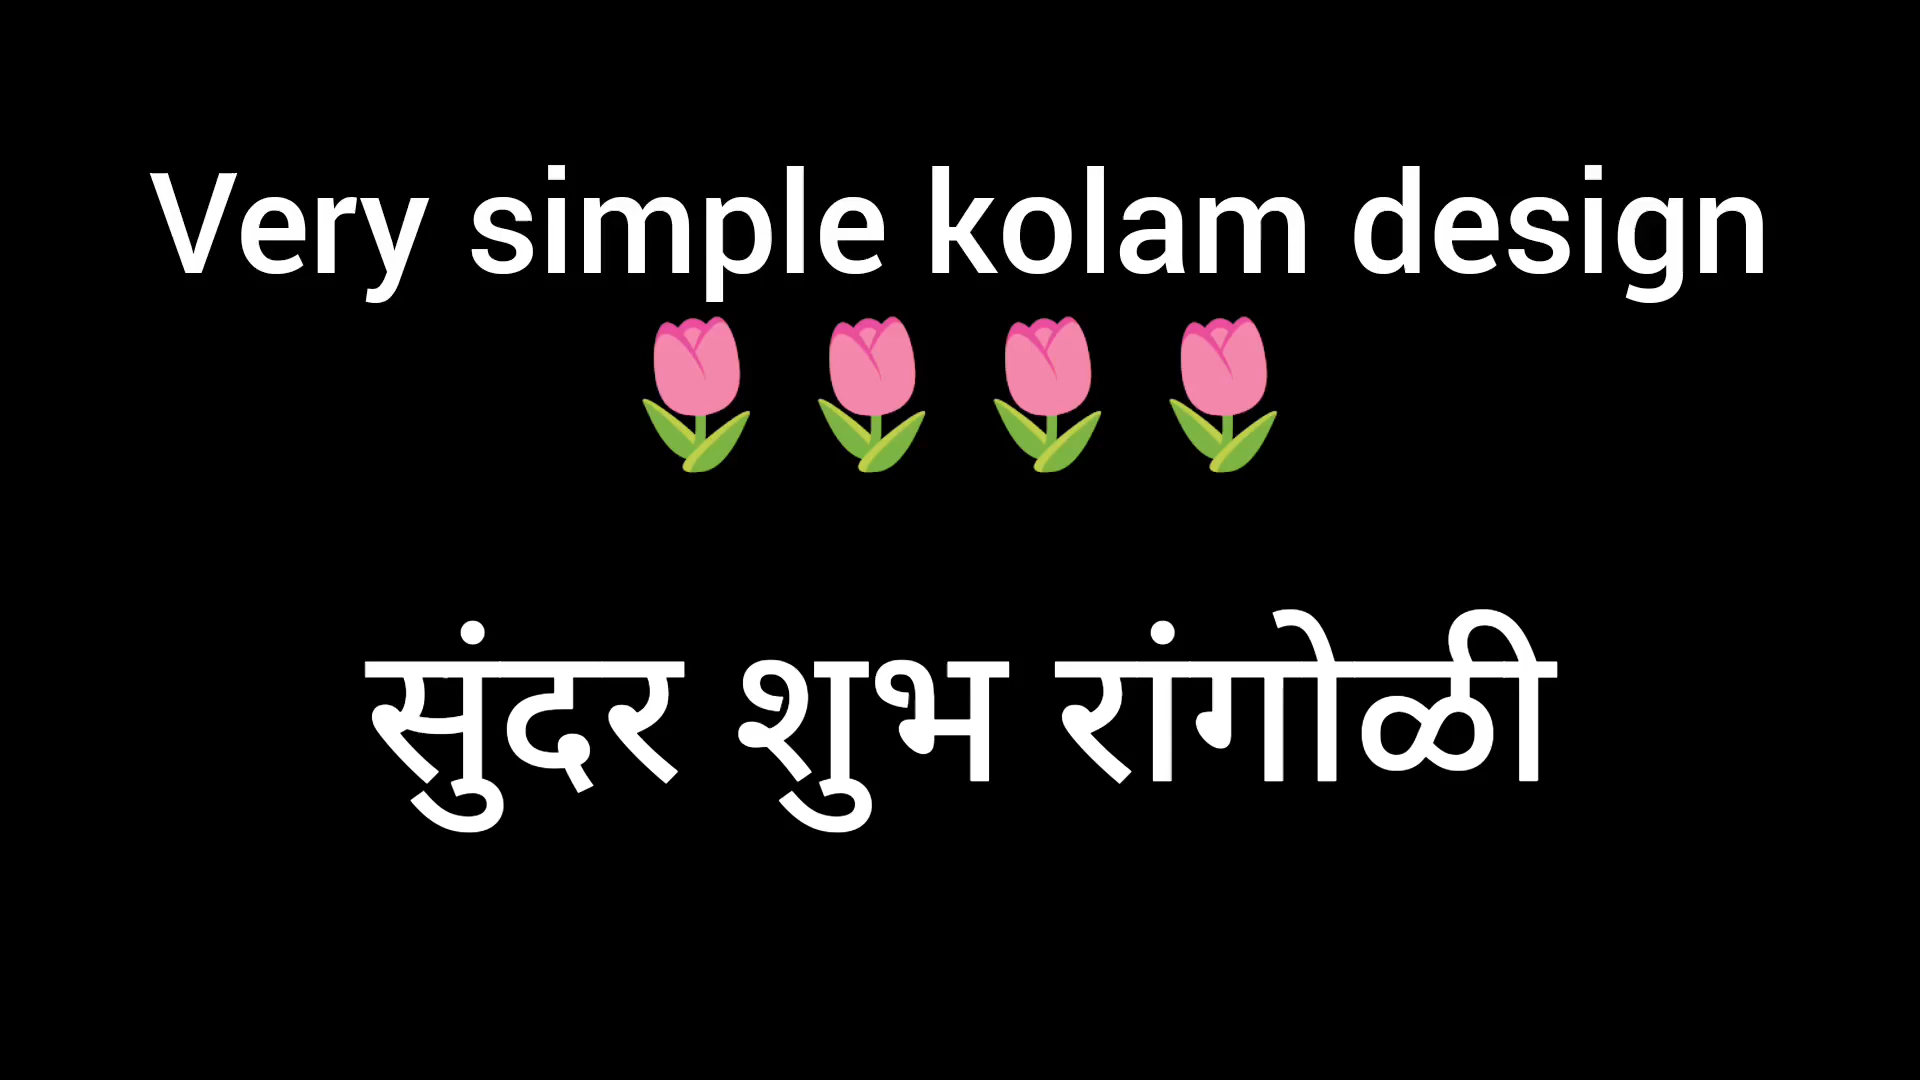 Very simple kolam design
🌷 🌷 🌷 🌷
सुंदर शुभ रांगोळी